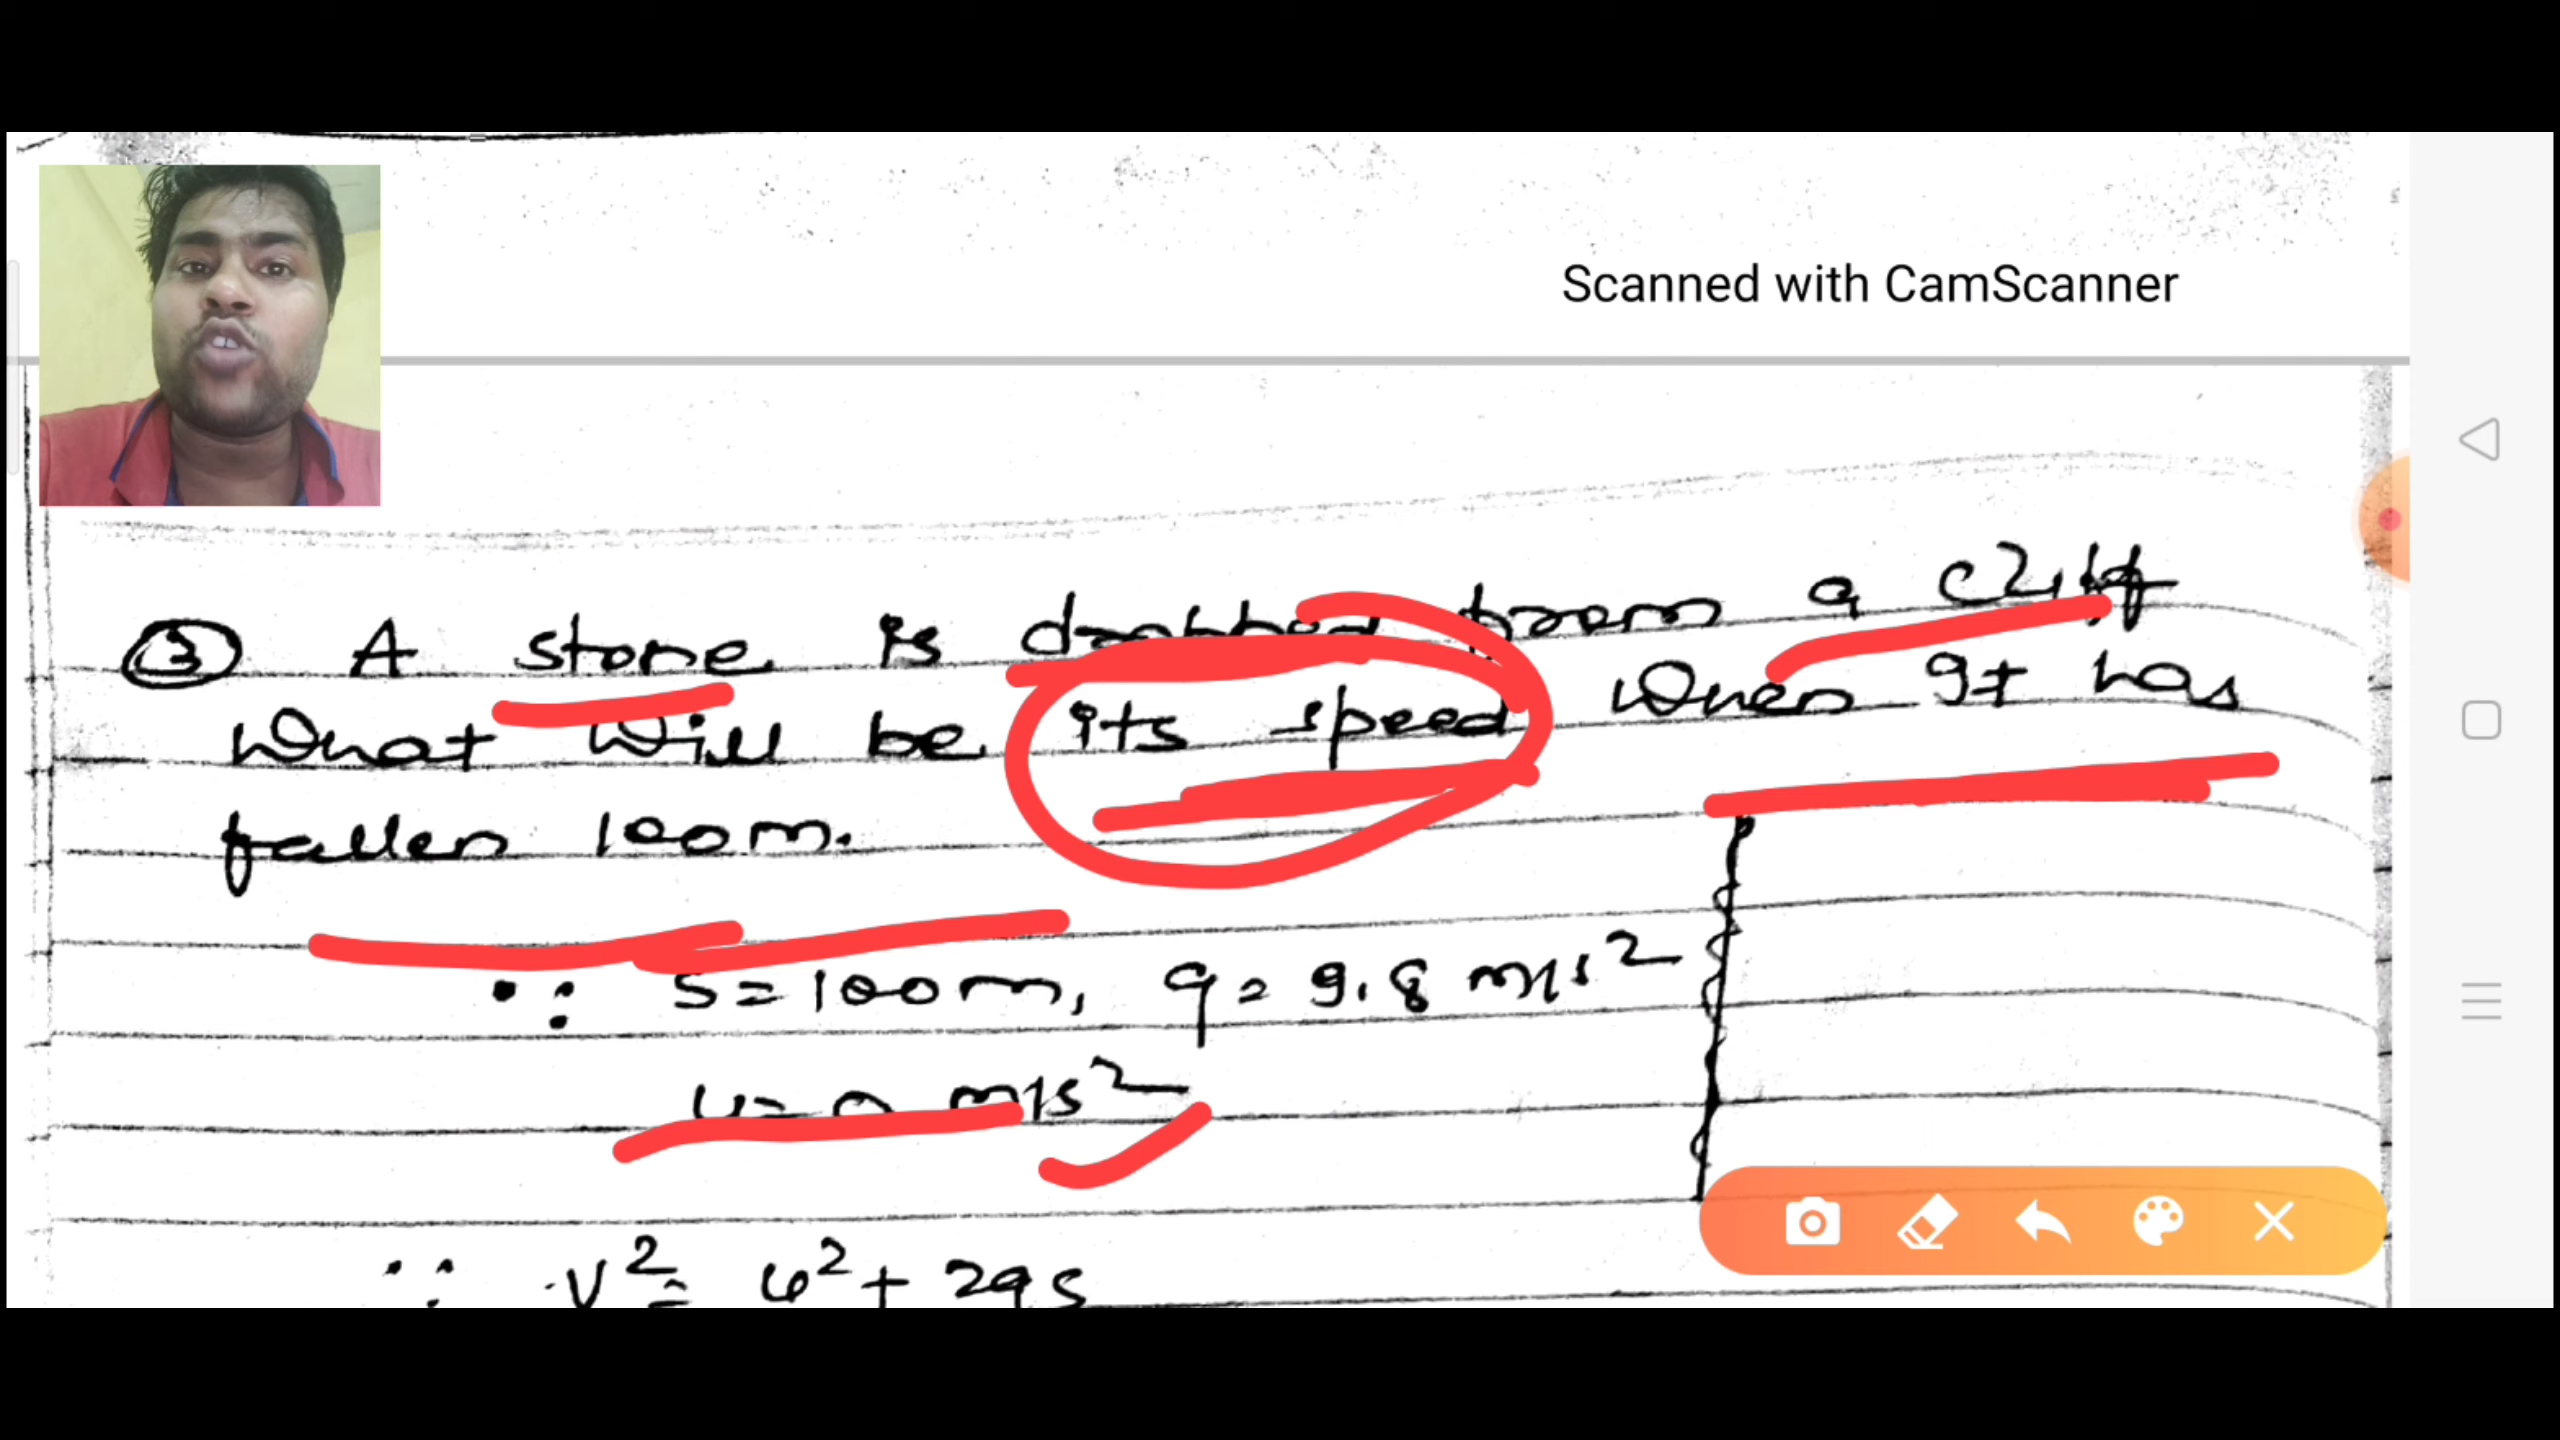 Scanned with CamScanner
③ A stone is dropped from a cliff
What will be its speed when It has
fallen 100m.
∵ s=100m, g= 9.8 m/s²
u= 0 m/s²
∵ v²= u²+2gs